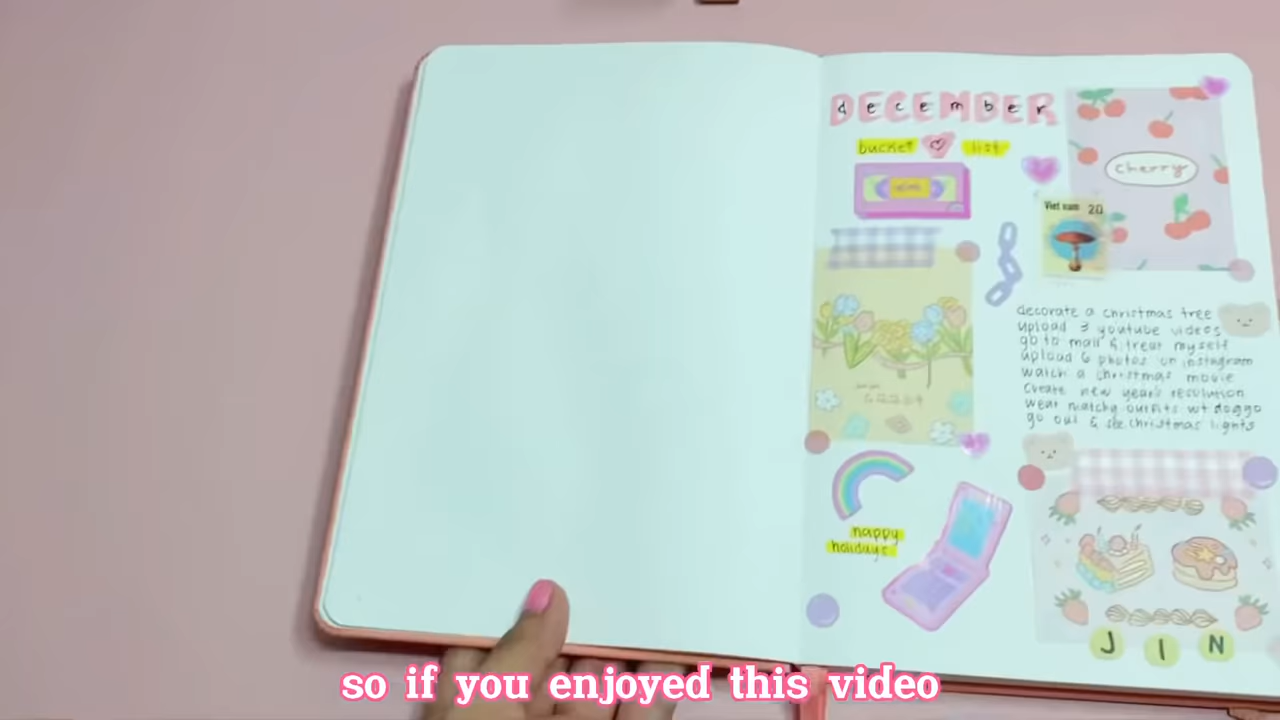 DECEMBER
december
bucket list
cherry
Viet nam 20
decorate a christmas tree
upload 3 youtube videos
go to mall & treat myself
upload 6 photos on instagram
watch a christmas movie
create new year's resolution
wear matchy outfits w/ doggo
go out & see christmas lights
happy
holidays
JIN
so if you enjoyed this video